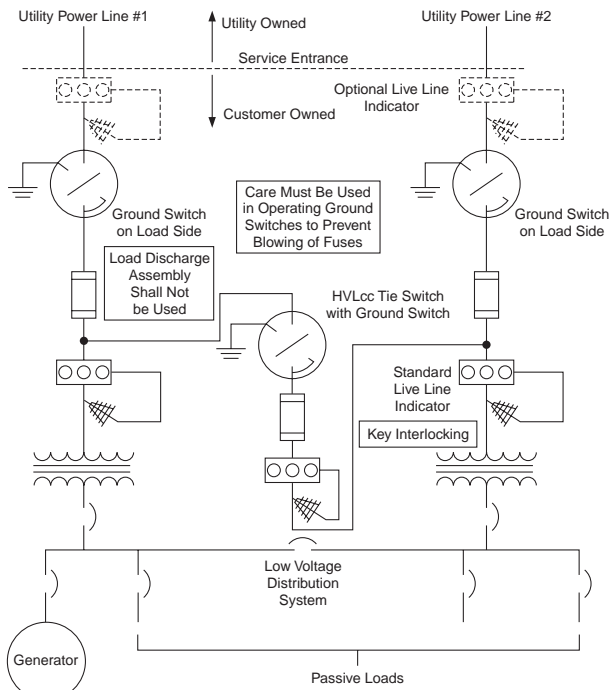 Utility Power Line #1
Utility Owned
Utility Power Line #2
Service Entrance
Optional Live Line
Indicator
Customer Owned
Care Must Be Used
in Operating Ground
Switches to Prevent
Blowing of Fuses
Ground Switch
on Load Side
Ground Switch
on Load Side
Load Discharge
Assembly
Shall Not
be Used
HVLcc Tie Switch
with Ground Switch
Standard
Live Line
Indicator
Key Interlocking
Low Voltage
Distribution
System
Generator
Passive Loads